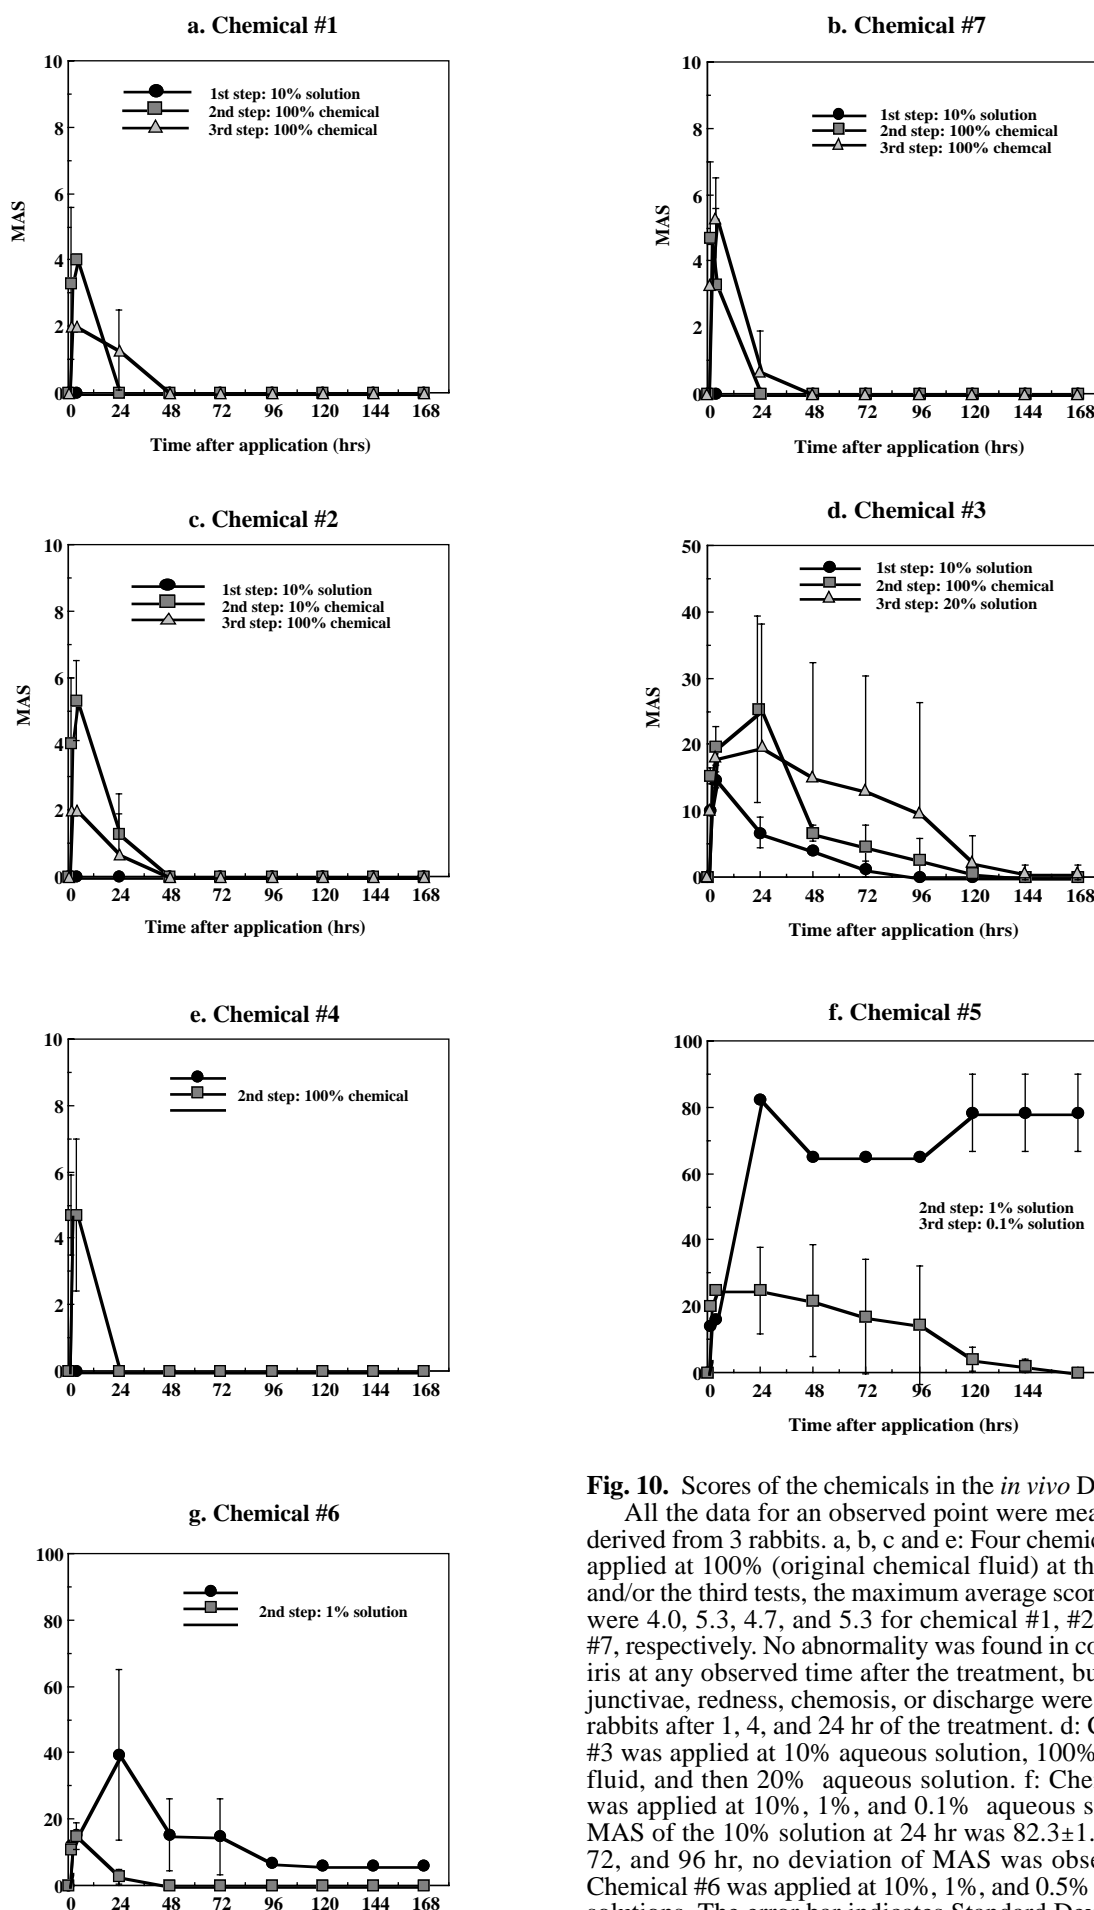 a. Chemical #1
10
8
6
4
2
0
MAS
1st step: 10% solution
2nd step: 100% chemical
3rd step: 100% chemical
0 24 48 72 96 120 144 168
Time after application (hrs)
b. Chemical #7
10
8
6
4
2
0
MAS
1st step: 10% solution
2nd step: 100% chemical
3rd step: 100% chemcal
0 24 48 72 96 120 144 168
Time after application (hrs)
c. Chemical #2
10
8
6
4
2
0
MAS
1st step: 10% solution
2nd step: 10% chemical
3rd step: 100% chemical
0 24 48 72 96 120 144 168
Time after application (hrs)
d. Chemical #3
50
40
30
20
10
0
MAS
1st step: 10% solution
2nd step: 100% chemical
3rd step: 20% solution
0 24 48 72 96 120 144 168
Time after application (hrs)
e. Chemical #4
10
8
6
4
2
0
2nd step: 100% chemical
0 24 48 72 96 120 144 168
f. Chemical #5
100
80
60
40
20
0
2nd step: 1% solution
3rd step: 0.1% solution
0 24 48 72 96 120 144
Time after application (hrs)
g. Chemical #6
100
80
60
40
20
0
2nd step: 1% solution
0 24 48 72 96 120 144 168
Fig. 10. Scores of the chemicals in the in vivo D
All the data for an observed point were mea
derived from 3 rabbits. a, b, c and e: Four chemic
applied at 100% (original chemical fluid) at th
and/or the third tests, the maximum average scor
were 4.0, 5.3, 4.7, and 5.3 for chemical #1, #2
#7, respectively. No abnormality was found in co
iris at any observed time after the treatment, bu
junctivae, redness, chemosis, or discharge were
rabbits after 1, 4, and 24 hr of the treatment. d: C
#3 was applied at 10% aqueous solution, 100%
fluid, and then 20% aqueous solution. f: Che
was applied at 10%, 1%, and 0.1% aqueous s
MAS of the 10% solution at 24 hr was 82.3±1.
72, and 96 hr, no deviation of MAS was obse
Chemical #6 was applied at 10%, 1%, and 0.5%
solutions. The error bar indicates Standard Dev